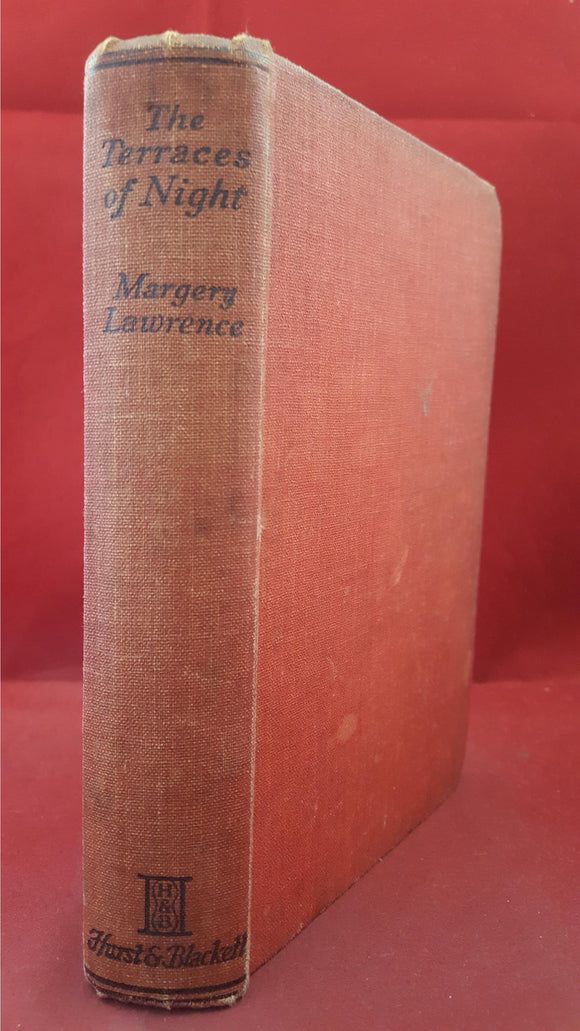 The
Terraces
of Night
Margery
Lawrence
H
&
B
Hurst & Blackett